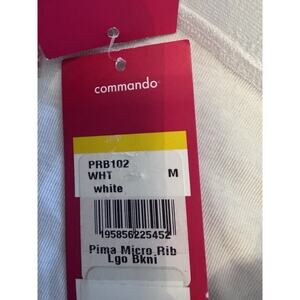 commando
PRB102
WHT M
white
195856225452
Pima Micro Rib
Lgo Bkni